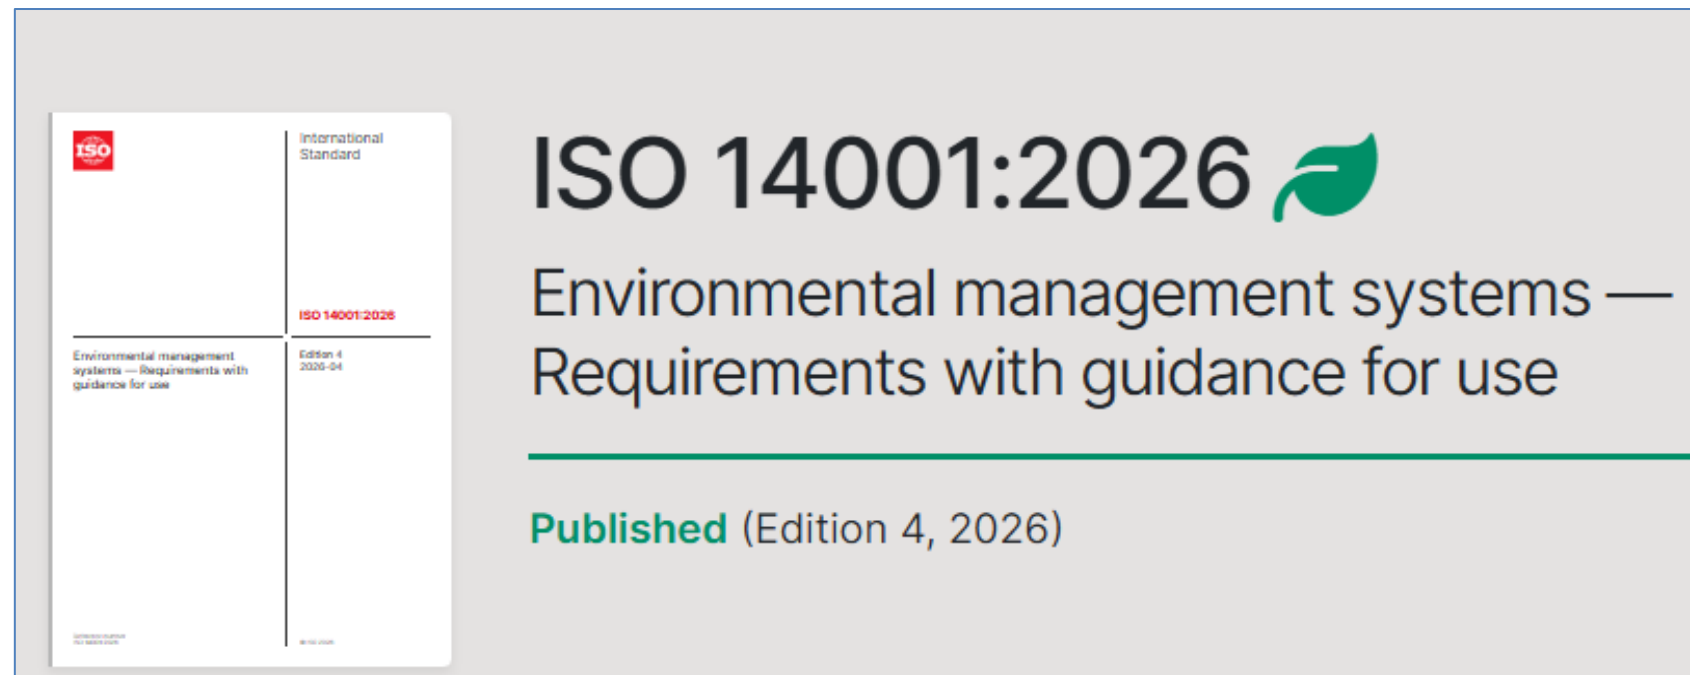 ISO
International
Standard
ISO 14001:2026
Environmental management
systems — Requirements with
guidance for use
Edition 4
2026-04
ISO 14001:2026
Environmental management systems —
Requirements with guidance for use
Published (Edition 4, 2026)